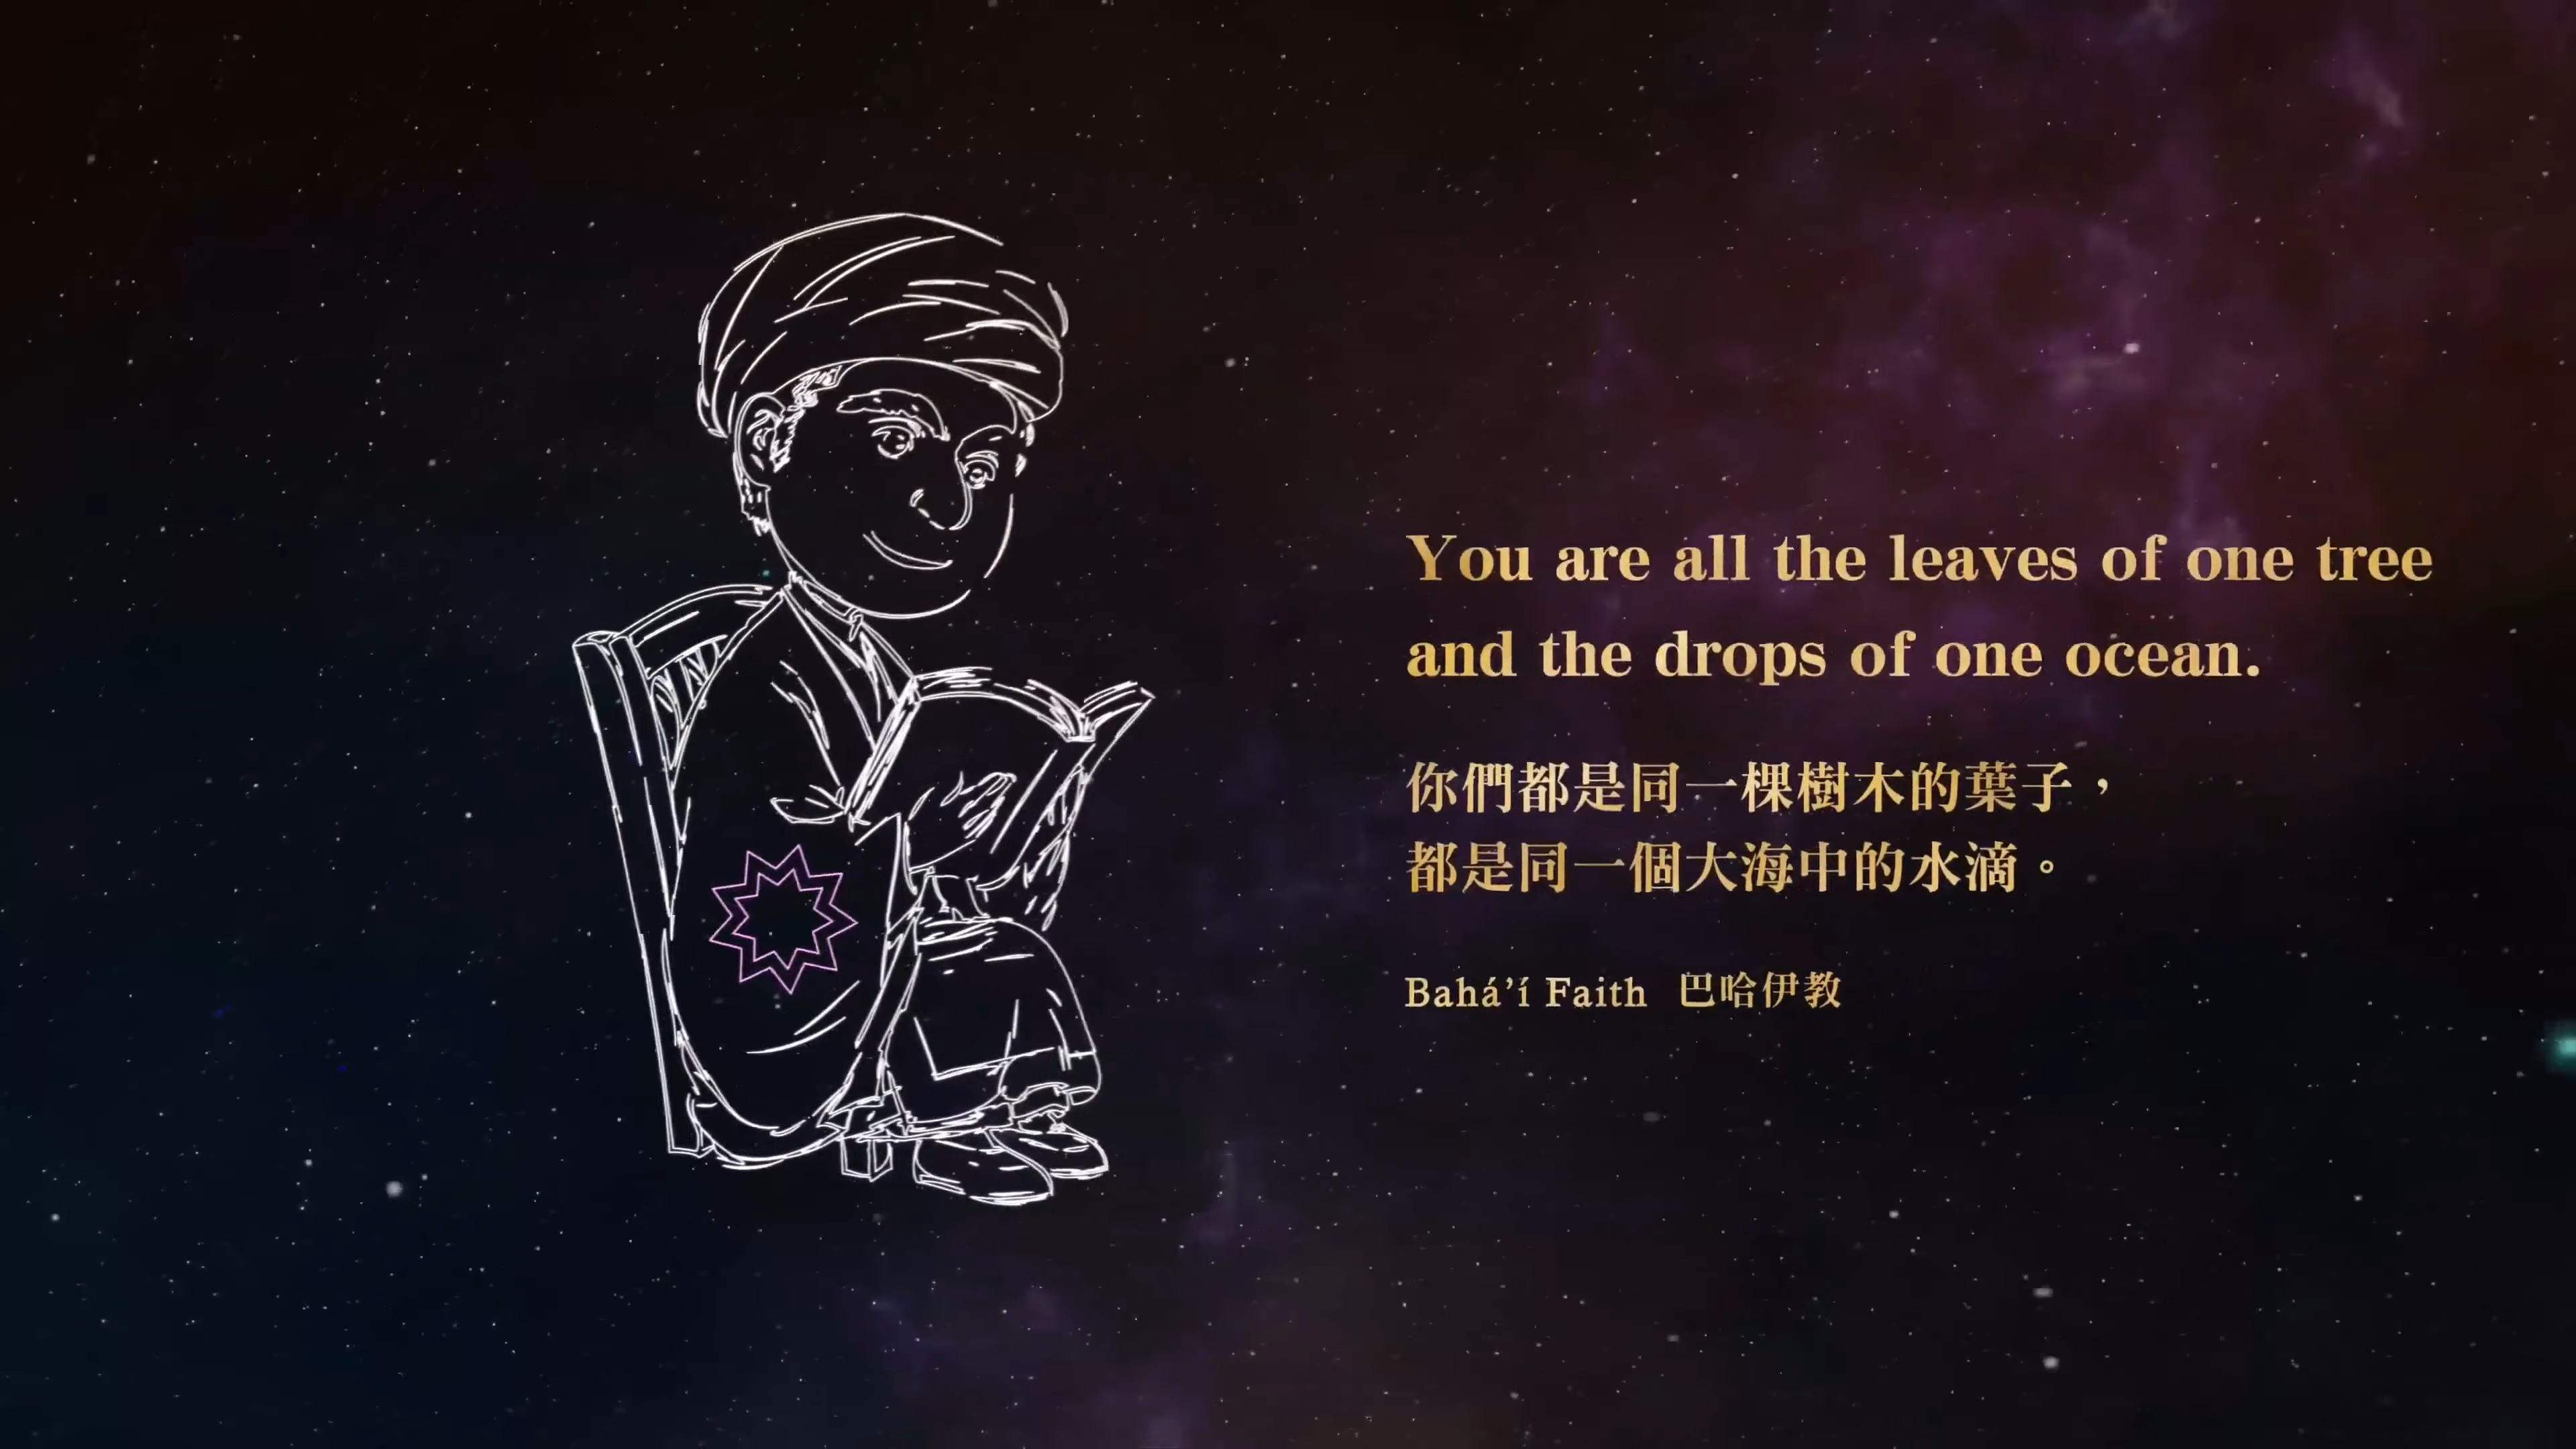 You are all the leaves of one tree
and the drops of one ocean.
你們都是同一棵樹木的葉子，
都是同一個大海中的水滴。
Bahá’í Faith 巴哈伊教